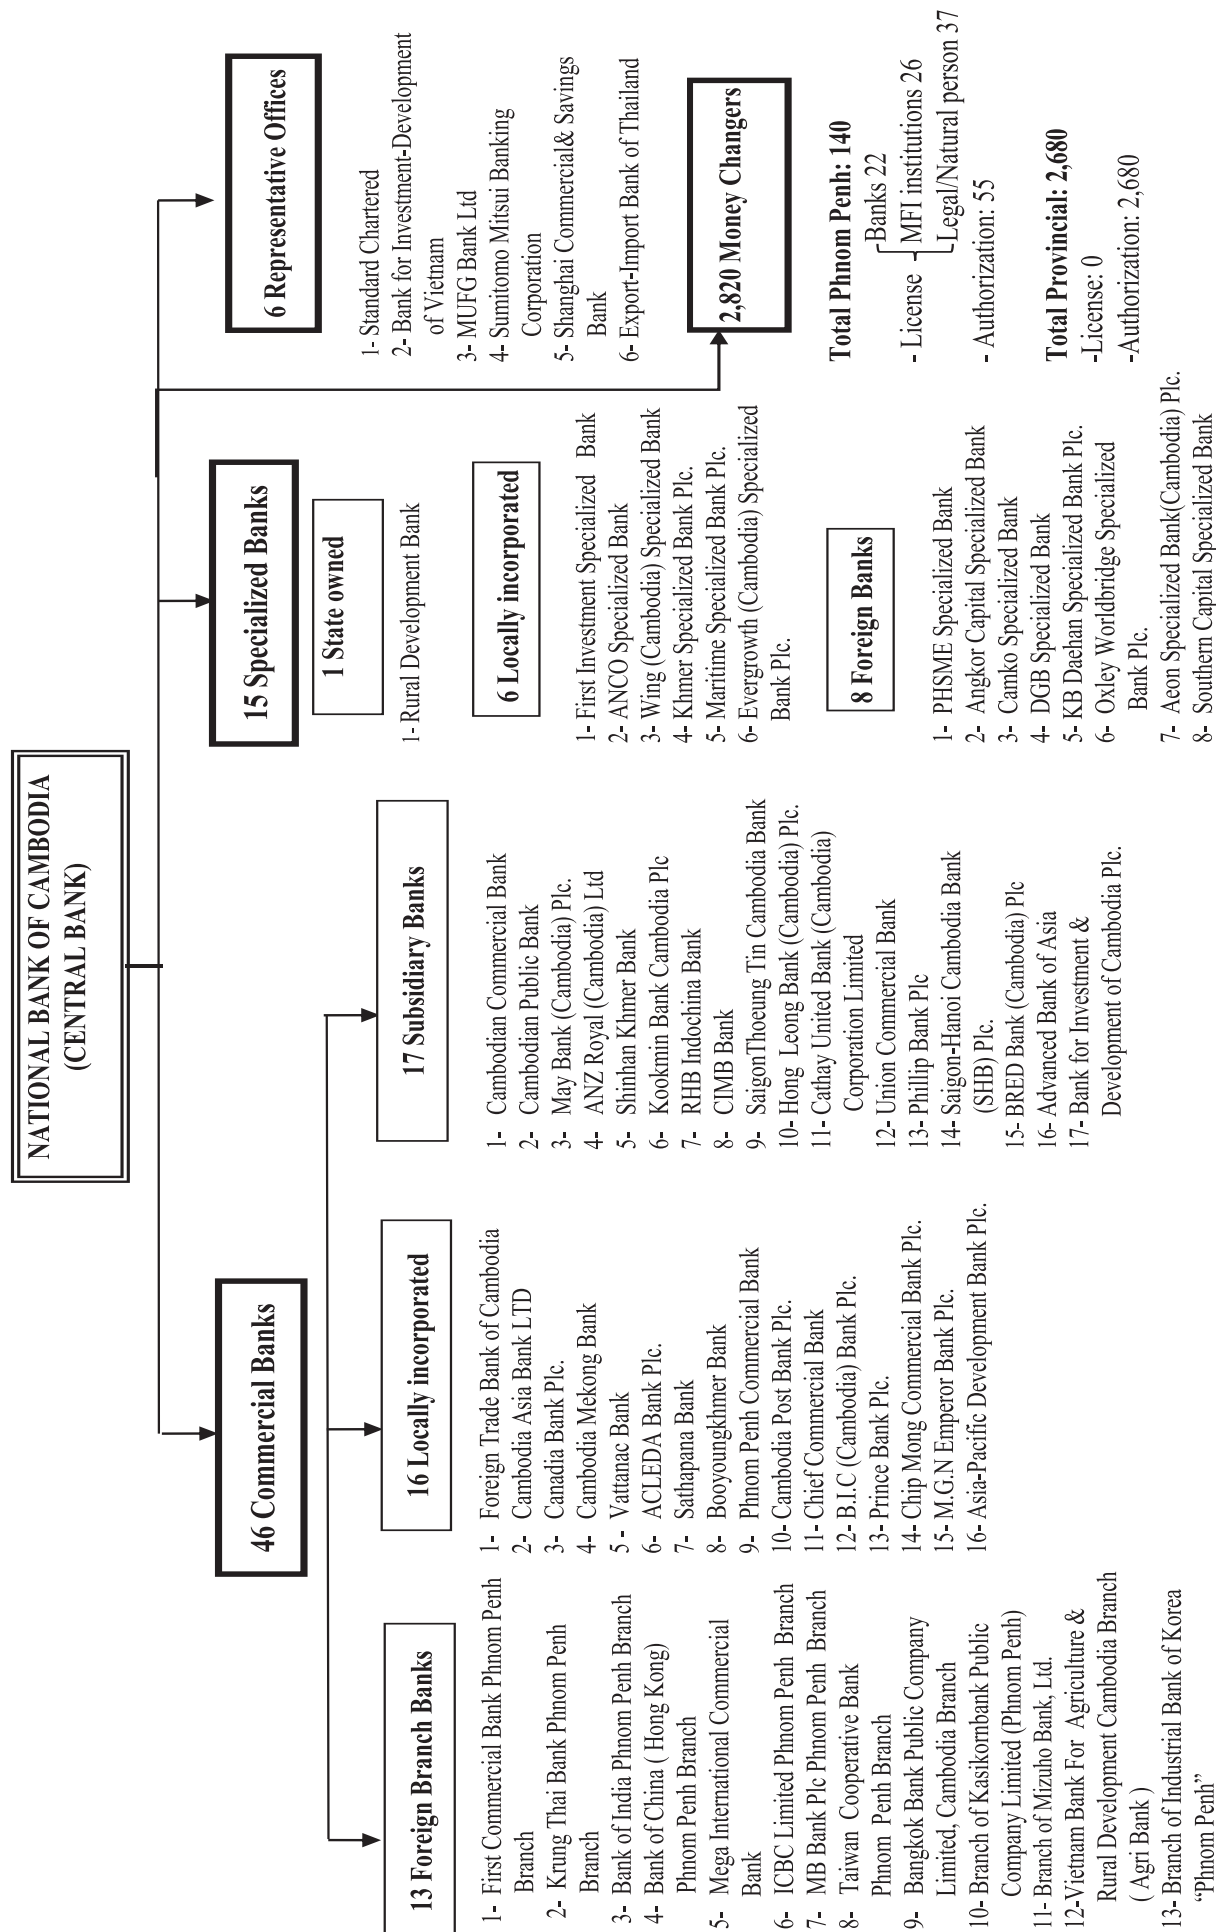 NATIONAL BANK OF CAMBODIA
(CENTRAL BANK)
46 Commercial Banks
13 Foreign Branch Banks
1- First Commercial Bank Phnom Penh
Branch
2- Krung Thai Bank Phnom Penh
Branch
3- Bank of India Phnom Penh Branch
4- Bank of China ( Hong Kong)
Phnom Penh Branch
5- Mega International Commercial
Bank
6- ICBC Limited Phnom Penh Branch
7- MB Bank Plc Phnom Penh Branch
8- Taiwan Cooperative Bank
Phnom Penh Branch
9- Bangkok Bank Public Company
Limited, Cambodia Branch
10- Branch of Kasikornbank Public
Company Limited (Phnom Penh)
11- Branch of Mizuho Bank, Ltd.
12-Vietnam Bank For Agriculture &
Rural Development Cambodia Branch
( Agri Bank )
13- Branch of Industrial Bank of Korea
“Phnom Penh”
16 Locally incorporated
1- Foreign Trade Bank of Cambodia
2- Cambodia Asia Bank LTD
3- Canadia Bank Plc.
4- Cambodia Mekong Bank
5 - Vattanac Bank
6- ACLEDA Bank Plc.
7- Sathapana Bank
8- Booyoungkhmer Bank
9- Phnom Penh Commercial Bank
10- Cambodia Post Bank Plc.
11- Chief Commercial Bank
12- B.I.C (Cambodia) Bank Plc.
13- Prince Bank Plc.
14- Chip Mong Commercial Bank Plc.
15- M.G.N Emperor Bank Plc.
16- Asia-Pacific Development Bank Plc.
17 Subsidiary Banks
1- Cambodian Commercial Bank
2- Cambodian Public Bank
3- May Bank (Cambodia) Plc.
4- ANZ Royal (Cambodia) Ltd
5- Shinhan Khmer Bank
6- Kookmin Bank Cambodia Plc
7- RHB Indochina Bank
8- CIMB Bank
9- SaigonThoeung Tin Cambodia Bank
10- Hong Leong Bank (Cambodia) Plc.
11- Cathay United Bank (Cambodia)
Corporation Limited
12- Union Commercial Bank
13- Phillip Bank Plc
14- Saigon-Hanoi Cambodia Bank
(SHB) Plc.
15- BRED Bank (Cambodia) Plc
16- Advanced Bank of Asia
17- Bank for Investment &
Development of Cambodia Plc.
15 Specialized Banks
1 State owned
1- Rural Development Bank
6 Locally incorporated
1- First Investment Specialized Bank
2- ANCO Specialized Bank
3- Wing (Cambodia) Specialized Bank
4- Khmer Specialized Bank Plc.
5- Maritime Specialized Bank Plc.
6- Evergrowth (Cambodia) Specialized
Bank Plc.
8 Foreign Banks
1- PHSME Specialized Bank
2- Angkor Capital Specialized Bank
3- Camko Specialized Bank
4- DGB Specialized Bank
5- KB Daehan Specialized Bank Plc.
6- Oxley Worldbridge Specialized
Bank Plc.
7- Aeon Specialized Bank(Cambodia) Plc.
8- Southern Capital Specialized Bank
6 Representative Offices
1- Standard Chartered
2- Bank for Investment-Development
of Vietnam
3- MUFG Bank Ltd
4- Sumitomo Mitsui Banking
Corporation
5- Shanghai Commercial& Savings
Bank
6- Export-Import Bank of Thailand
2,820 Money Changers
Total Phnom Penh: 140
Banks 22
- License MFI institutions 26
Legal/Natural person 37
- Authorization: 55
Total Provincial: 2,680
-License: 0
-Authorization: 2,680